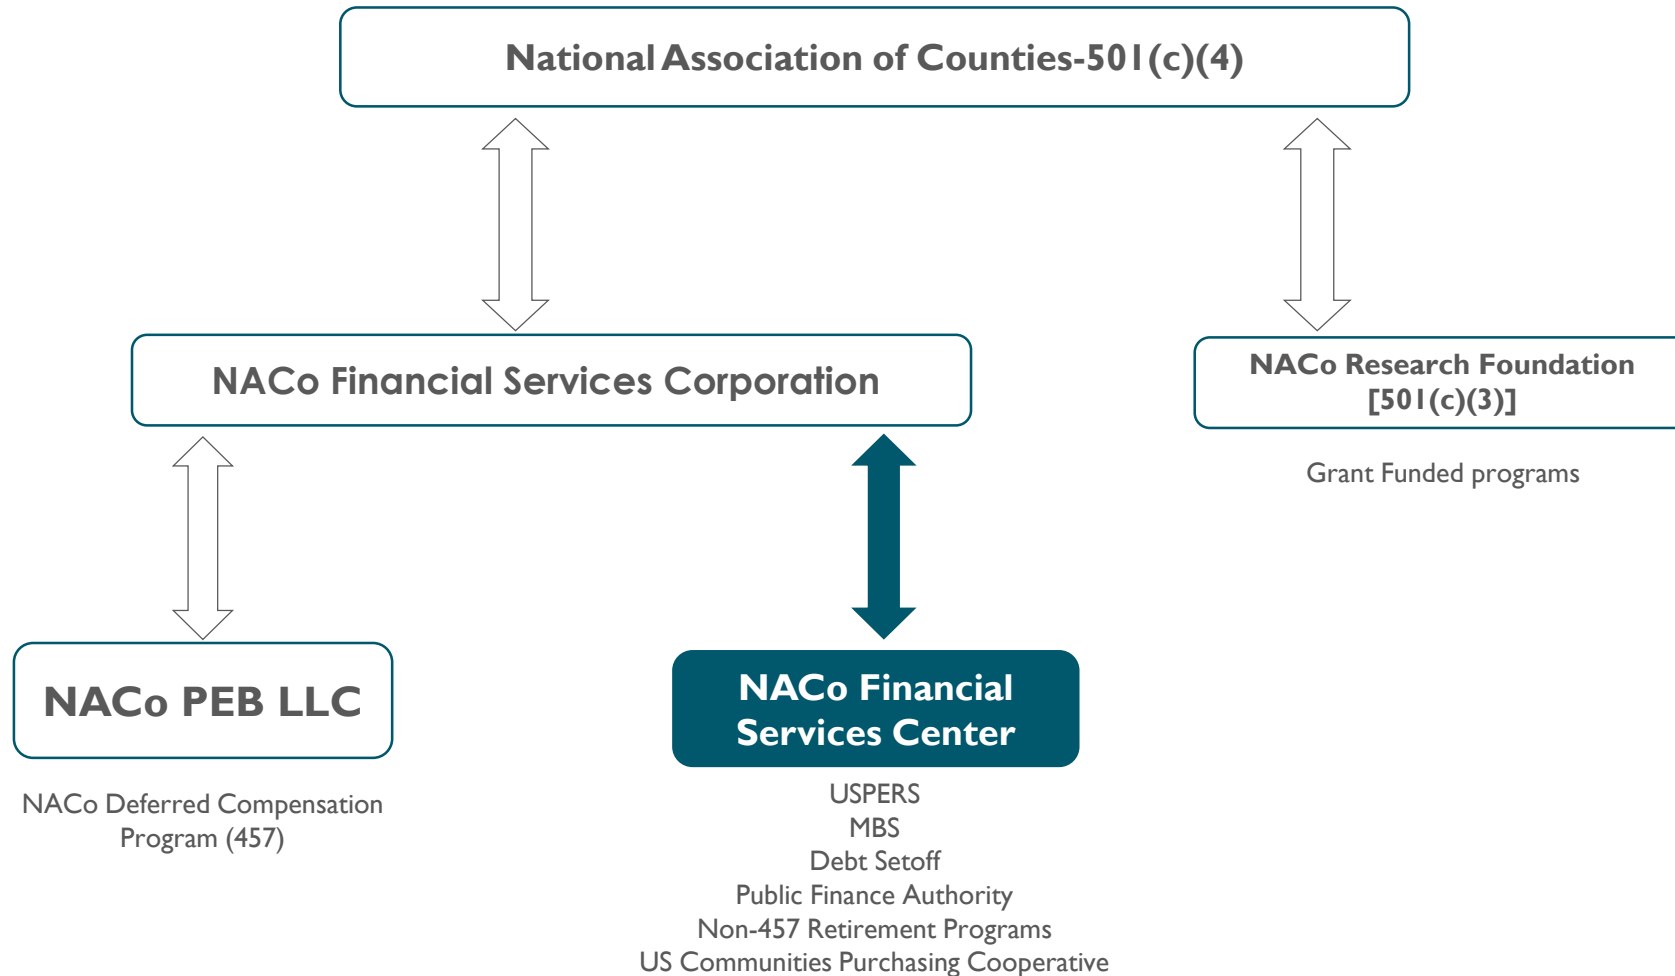 National Association of Counties-501(c)(4)
NACo Financial Services Corporation
NACo Research Foundation
[501(c)(3)]
Grant Funded programs
NACo PEB LLC
NACo Deferred Compensation
Program (457)
NACo Financial
Services Center
USPERS
MBS
Debt Setoff
Public Finance Authority
Non-457 Retirement Programs
US Communities Purchasing Cooperative